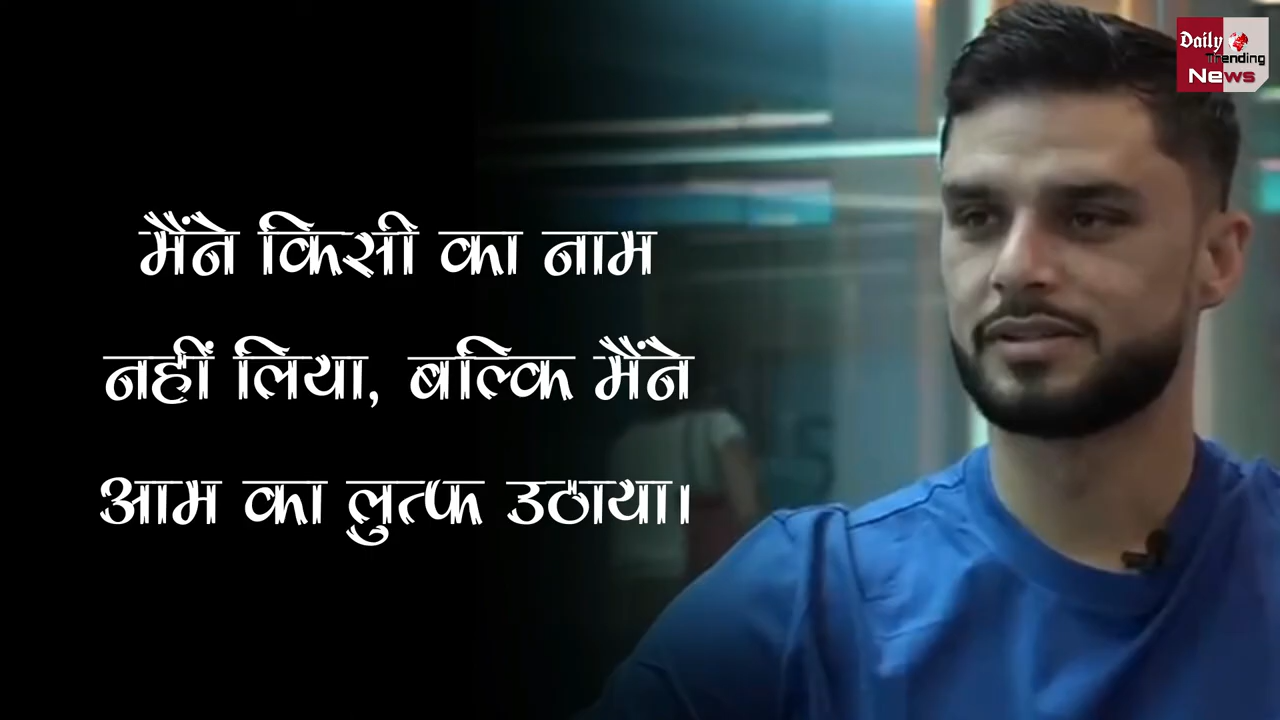 Daily
Trending
News
मैंने किसी का नाम
नहीं लिया, बल्कि मैंने
आम का लुत्फ उठाया।